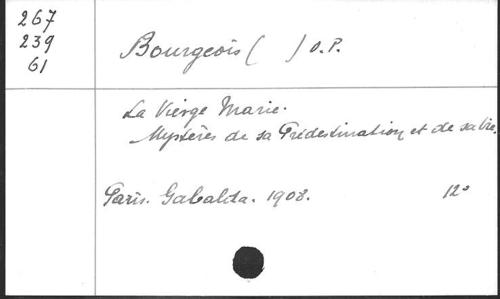 267
239
61
Bourgeois ( ) O.P.
La Vierge Marie.
Mystères de sa Prédestination et de sa vie.
Paris. Gabalda. 1908. 12°